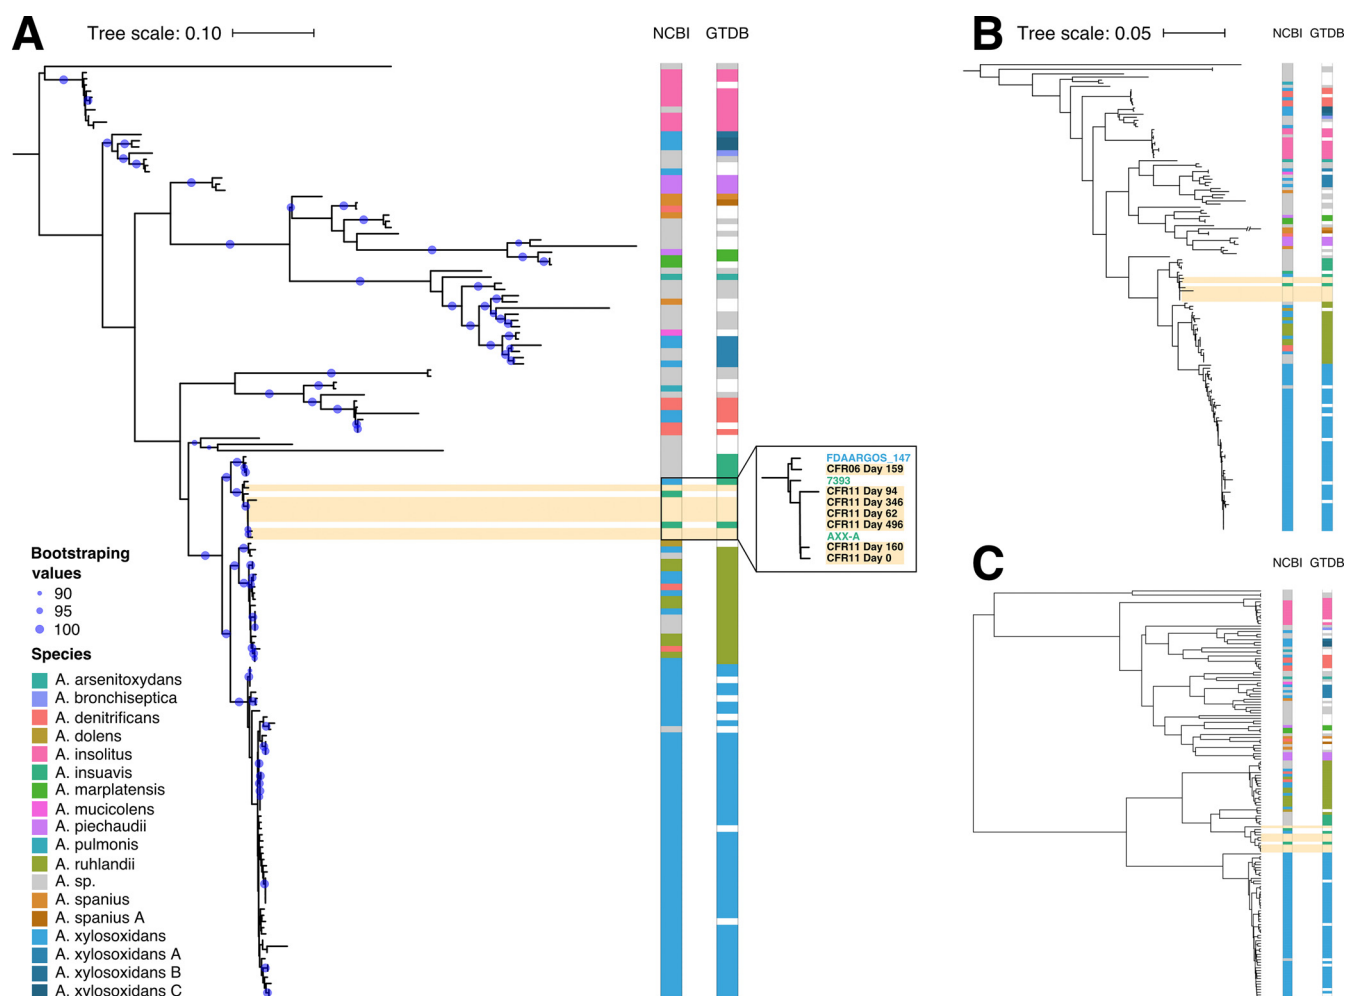 A
Tree scale: 0.10
NCBI
GTDB
FDAARGOS_147
CFR06 Day 159
7393
CFR11 Day 94
CFR11 Day 346
CFR11 Day 62
CFR11 Day 496
AXX-A
CFR11 Day 160
CFR11 Day 0
Bootstraping
values
90
95
100
Species
A. arsenitoxydans
A. bronchiseptica
A. denitrificans
A. dolens
A. insolitus
A. insuavis
A. marplatensis
A. mucicolens
A. piechaudii
A. pulmonis
A. ruhlandii
A. sp.
A. spanius
A. spanius A
A. xylosoxidans
A. xylosoxidans A
A. xylosoxidans B
A. xylosoxidans C
B
Tree scale: 0.05
NCBI
GTDB
C
NCBI
GTDB